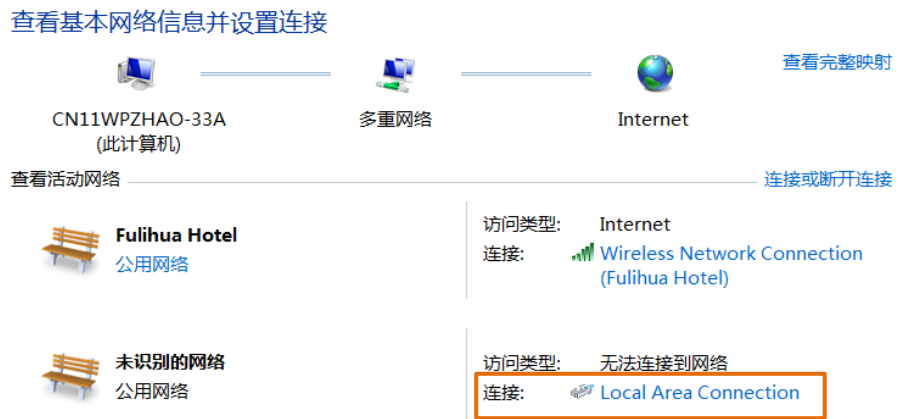 查看基本网络信息并设置连接
查看完整映射
CN11WPZHAO-33A
(此计算机)
多重网络
Internet
查看活动网络
连接或断开连接
Fulihua Hotel
公用网络
访问类型: Internet
连接: Wireless Network Connection
(Fulihua Hotel)
未识别的网络
公用网络
访问类型: 无法连接到网络
连接: Local Area Connection